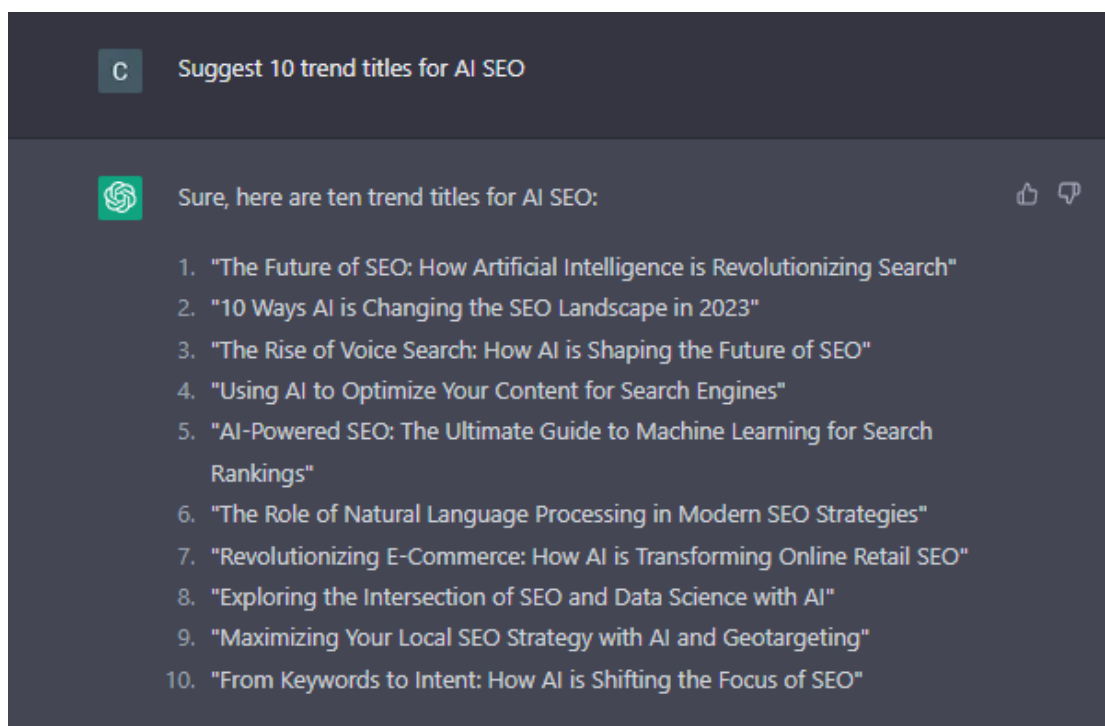 C
Suggest 10 trend titles for AI SEO
Sure, here are ten trend titles for AI SEO:
1. "The Future of SEO: How Artificial Intelligence is Revolutionizing Search"
2. "10 Ways AI is Changing the SEO Landscape in 2023"
3. "The Rise of Voice Search: How AI is Shaping the Future of SEO"
4. "Using AI to Optimize Your Content for Search Engines"
5. "AI-Powered SEO: The Ultimate Guide to Machine Learning for Search
Rankings"
6. "The Role of Natural Language Processing in Modern SEO Strategies"
7. "Revolutionizing E-Commerce: How AI is Transforming Online Retail SEO"
8. "Exploring the Intersection of SEO and Data Science with AI"
9. "Maximizing Your Local SEO Strategy with AI and Geotargeting"
10. "From Keywords to Intent: How AI is Shifting the Focus of SEO"